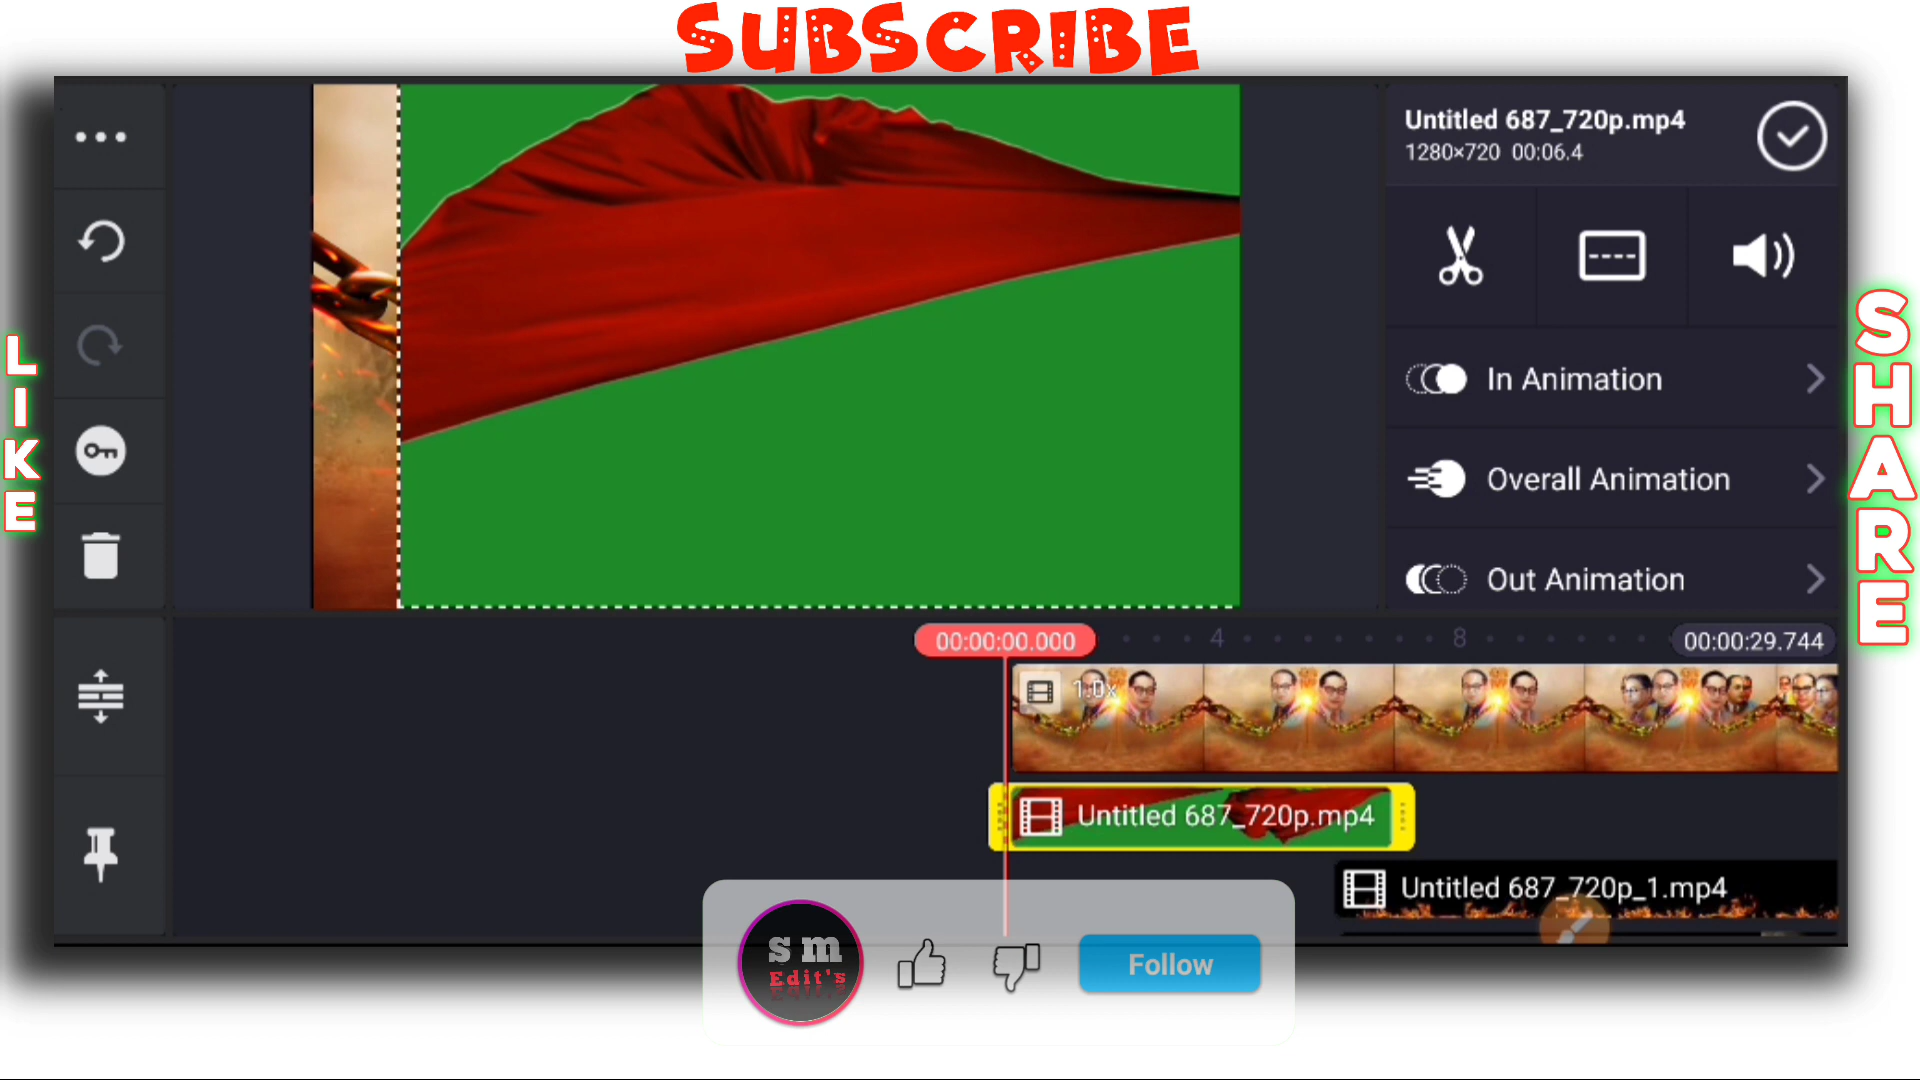 SUBSCRIBE
Untitled 687_720p.mp4
1280×720 00:06.4
In Animation
Overall Animation
Out Animation
LIKE
SHARE
00:00:00.000
4
8
00:00:29.744
1.0x
Untitled 687_720p.mp4
Untitled 687_720p_1.mp4
s m
Edit's
Follow